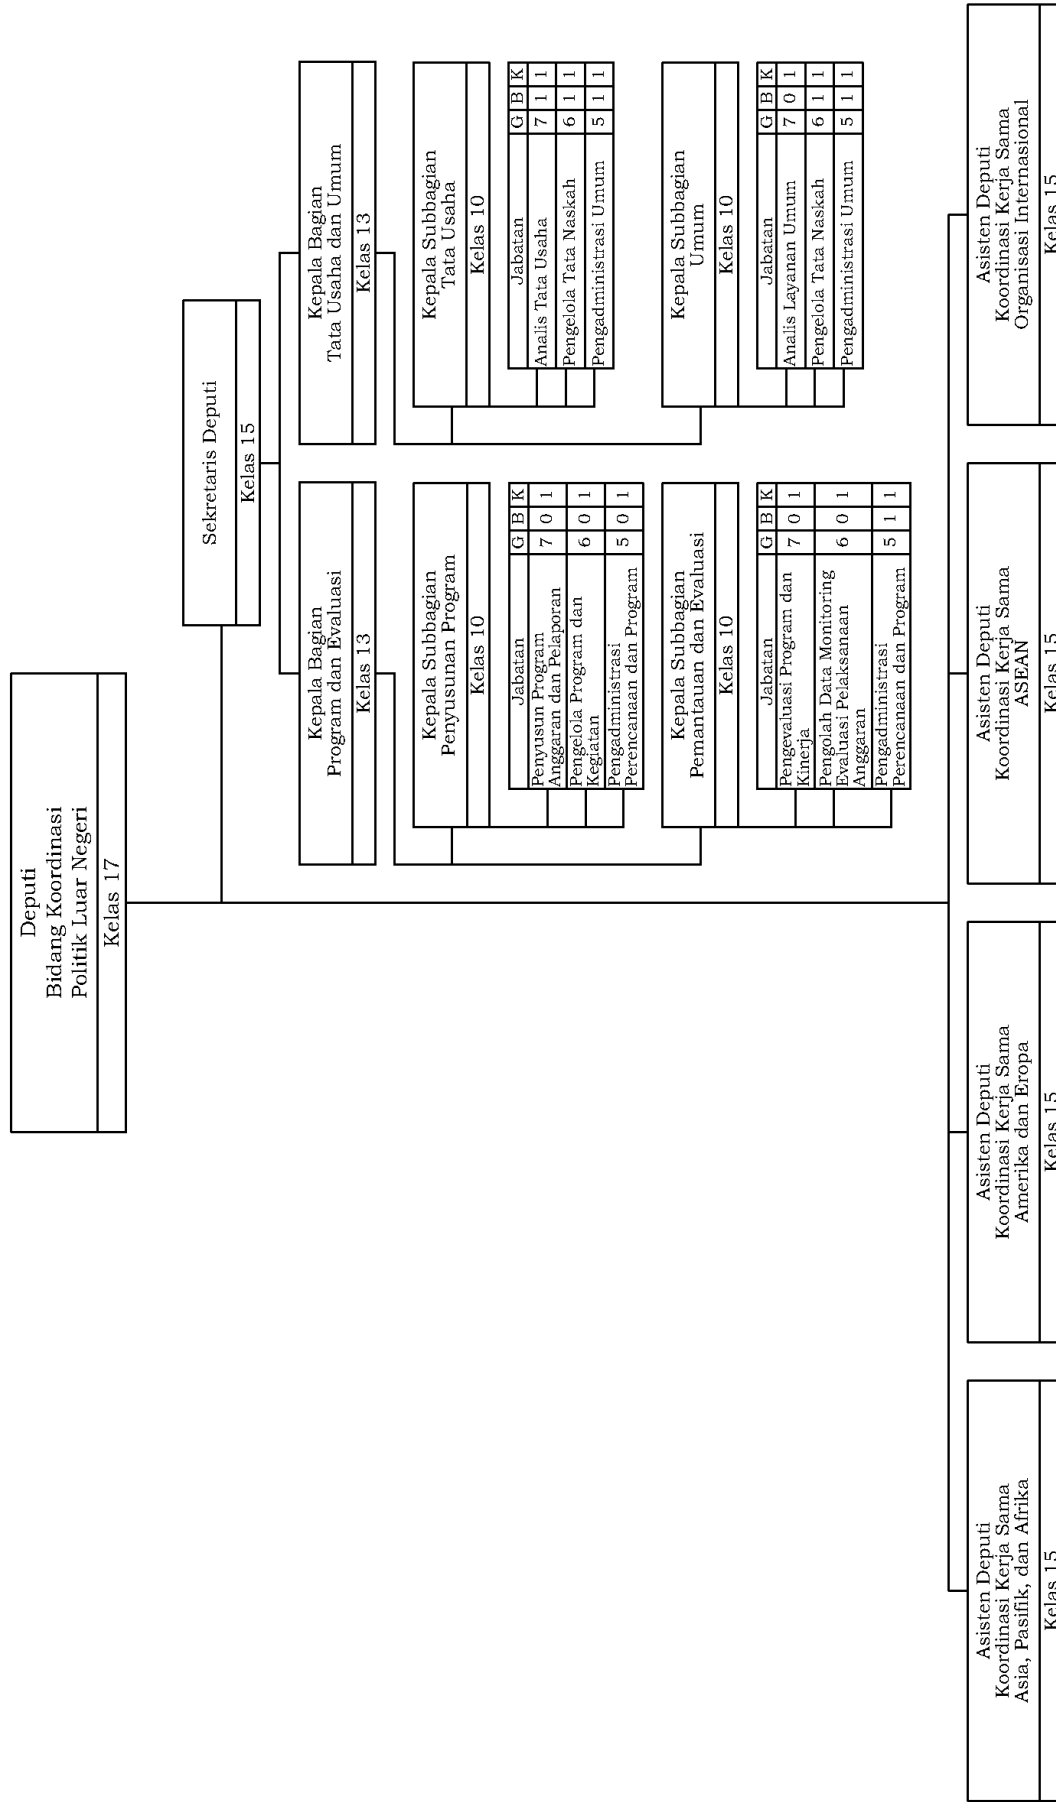 Deputi
Bidang Koordinasi
Politik Luar Negeri
Kelas 17
Sekretaris Deputi
Kelas 15
Kepala Bagian
Program dan Evaluasi
Kelas 13
Kepala Bagian
Tata Usaha dan Umum
Kelas 13
Kepala Subbagian
Penyusunan Program
Kelas 10
Jabatan G B K
Penyusun Program
Anggaran dan Pelaporan 7 0 1
Pengelola Program dan
Kegiatan 6 0 1
Pengadministrasi
Perencanaan dan Program 5 0 1
Kepala Subbagian
Tata Usaha
Kelas 10
Jabatan G B K
Analis Tata Usaha 7 1 1
Pengelola Tata Naskah 6 1 1
Pengadministrasi Umum 5 1 1
Kepala Subbagian
Pemantauan dan Evaluasi
Kelas 10
Jabatan G B K
Pengevaluasi Program dan
Kinerja 7 0 1
Pengolah Data Monitoring
Evaluasi Pelaksanaan
Anggaran 6 0 1
Pengadministrasi
Perencanaan dan Program 5 1 1
Kepala Subbagian
Umum
Kelas 10
Jabatan G B K
Analis Layanan Umum 7 0 1
Pengelola Tata Naskah 6 1 1
Pengadministrasi Umum 5 1 1
Asisten Deputi
Koordinasi Kerja Sama
Asia, Pasifik, dan Afrika
Kelas 15
Asisten Deputi
Koordinasi Kerja Sama
Amerika dan Eropa
Kelas 15
Asisten Deputi
Koordinasi Kerja Sama
ASEAN
Kelas 15
Asisten Deputi
Koordinasi Kerja Sama
Organisasi Internasional
Kelas 15